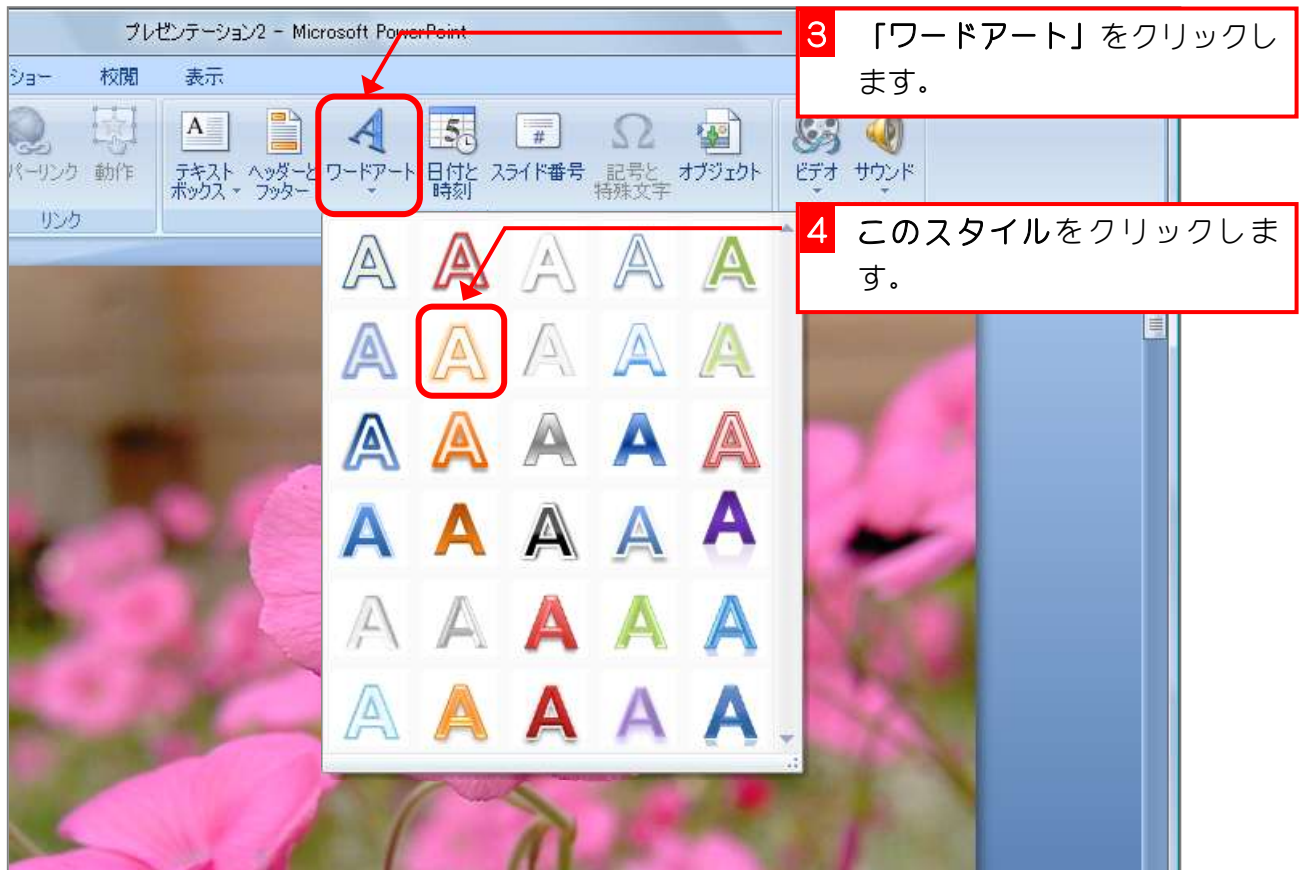 プレゼンテーション2 - Microsoft PowerPoint
3 「ワードアート」をクリックし
ます。
ショー 校閲 表示
パーリンク 動作 テキスト ヘッダーと ワードアート 日付と スライド番号 記号と オブジェクト ビデオ サウンド
ボックス フッター 時刻 特殊文字
リンク
4 このスタイルをクリックしま
す。
A A A A A
A A A A A
A A A A A
A A A A A
A A A A A
A A A A A